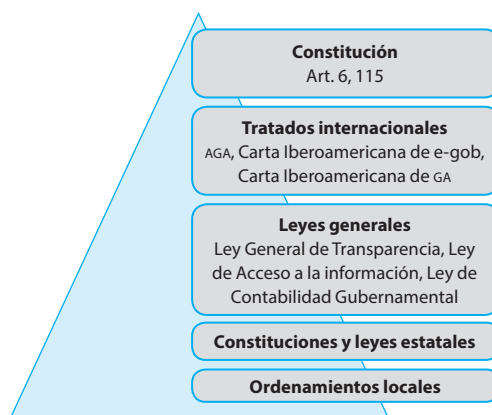 Constitución
Art. 6, 115
Tratados internacionales
AGA, Carta Iberoamericana de e-gob,
Carta Iberoamericana de GA
Leyes generales
Ley General de Transparencia, Ley
de Acceso a la información, Ley de
Contabilidad Gubernamental
Constituciones y leyes estatales
Ordenamientos locales